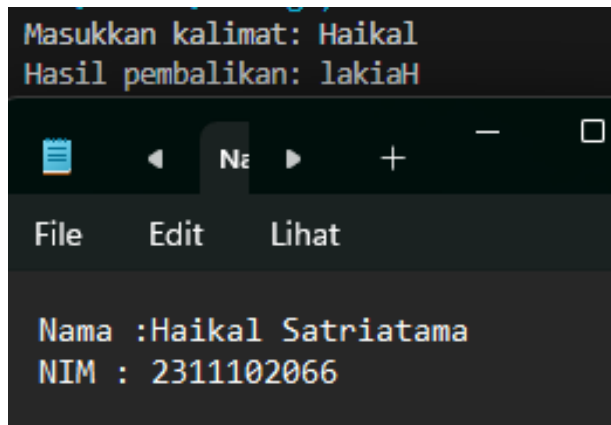 Masukkan kalimat: Haikal
Hasil pembalikan: lakiaH
Na
File Edit Lihat
Nama :Haikal Satriatama
NIM : 2311102066